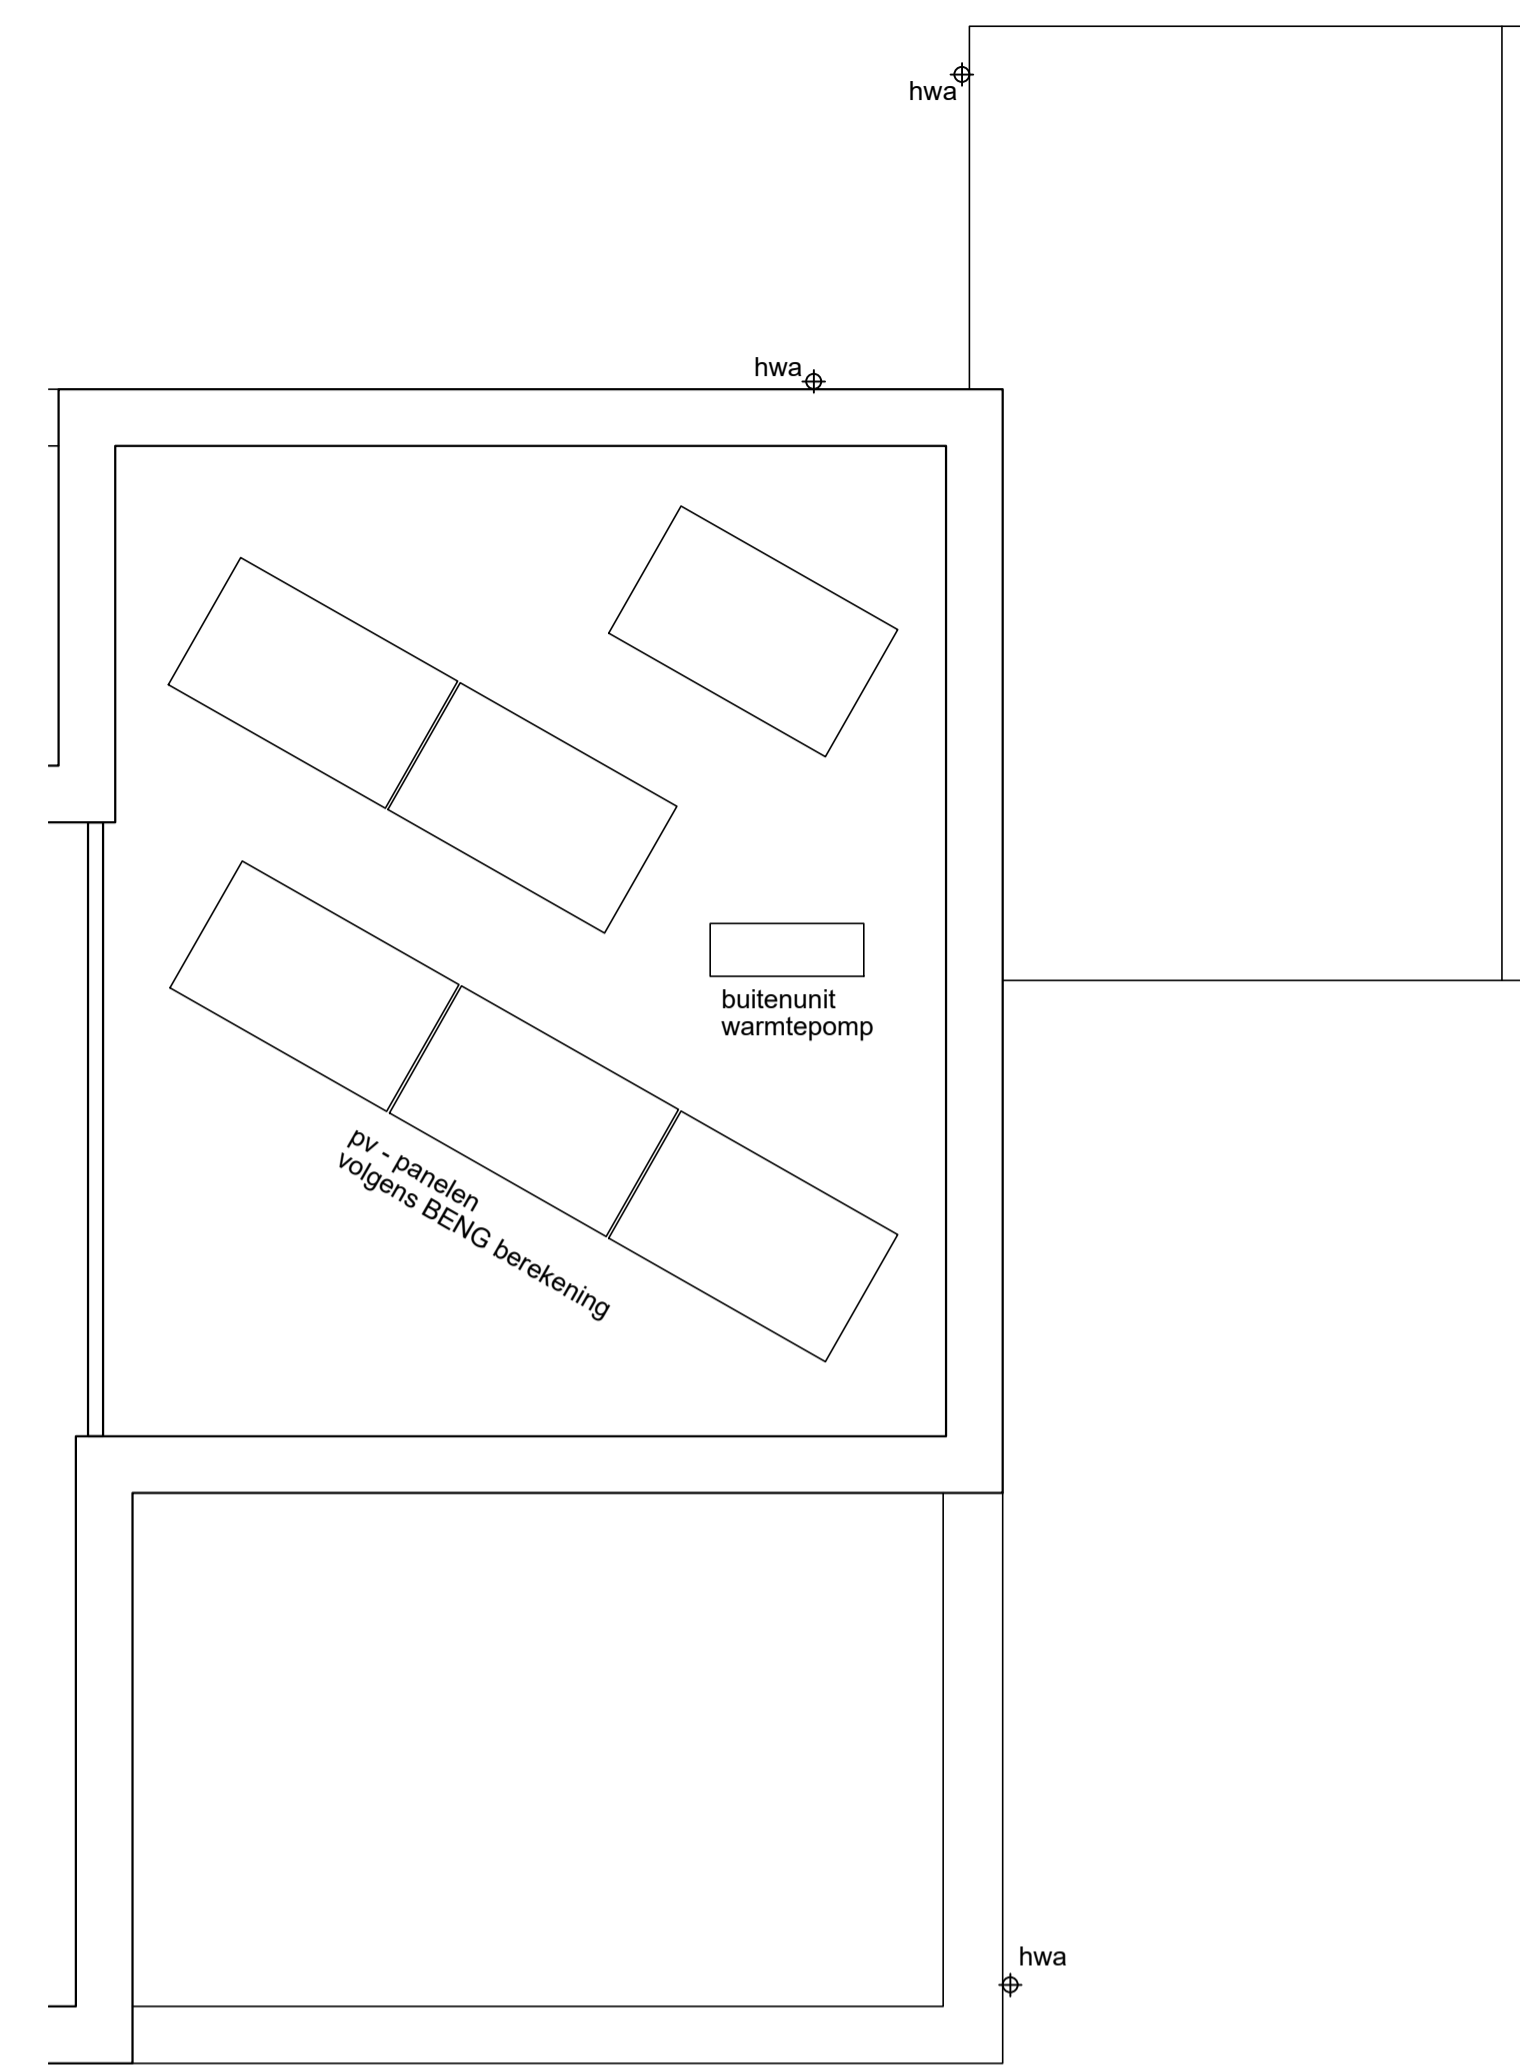 hwa
hwa
buitenunit
warmtepomp
pv - panelen
volgens BENG berekening
hwa